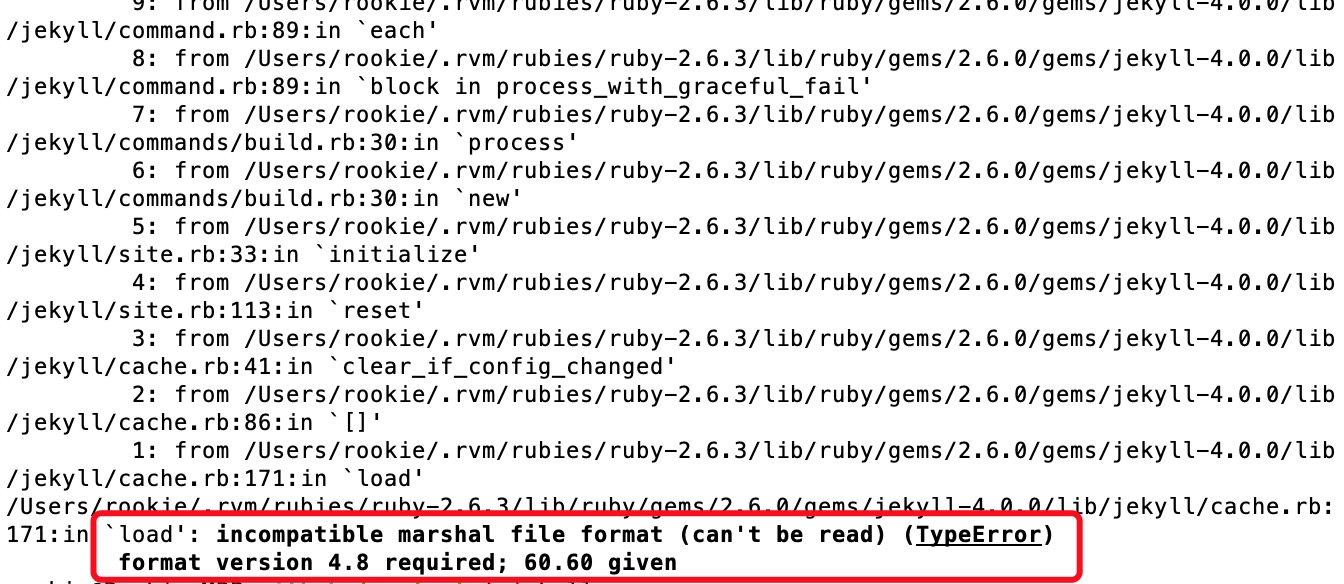 9: from /Users/rookie/.rvm/rubies/ruby-2.6.3/lib/ruby/gems/2.6.0/gems/jekyll-4.0.0/lib
/jekyll/command.rb:89:in `each'
8: from /Users/rookie/.rvm/rubies/ruby-2.6.3/lib/ruby/gems/2.6.0/gems/jekyll-4.0.0/lib
/jekyll/command.rb:89:in `block in process_with_graceful_fail'
7: from /Users/rookie/.rvm/rubies/ruby-2.6.3/lib/ruby/gems/2.6.0/gems/jekyll-4.0.0/lib
/jekyll/commands/build.rb:30:in `process'
6: from /Users/rookie/.rvm/rubies/ruby-2.6.3/lib/ruby/gems/2.6.0/gems/jekyll-4.0.0/lib
/jekyll/commands/build.rb:30:in `new'
5: from /Users/rookie/.rvm/rubies/ruby-2.6.3/lib/ruby/gems/2.6.0/gems/jekyll-4.0.0/lib
/jekyll/site.rb:33:in `initialize'
4: from /Users/rookie/.rvm/rubies/ruby-2.6.3/lib/ruby/gems/2.6.0/gems/jekyll-4.0.0/lib
/jekyll/site.rb:113:in `reset'
3: from /Users/rookie/.rvm/rubies/ruby-2.6.3/lib/ruby/gems/2.6.0/gems/jekyll-4.0.0/lib
/jekyll/cache.rb:41:in `clear_if_config_changed'
2: from /Users/rookie/.rvm/rubies/ruby-2.6.3/lib/ruby/gems/2.6.0/gems/jekyll-4.0.0/lib
/jekyll/cache.rb:86:in `[]'
1: from /Users/rookie/.rvm/rubies/ruby-2.6.3/lib/ruby/gems/2.6.0/gems/jekyll-4.0.0/lib
/jekyll/cache.rb:171:in `load'
/Users/rookie/.rvm/rubies/ruby-2.6.3/lib/ruby/gems/2.6.0/gems/jekyll-4.0.0/lib/jekyll/cache.rb:
171:in `load': incompatible marshal file format (can't be read) (TypeError)
format version 4.8 required; 60.60 given